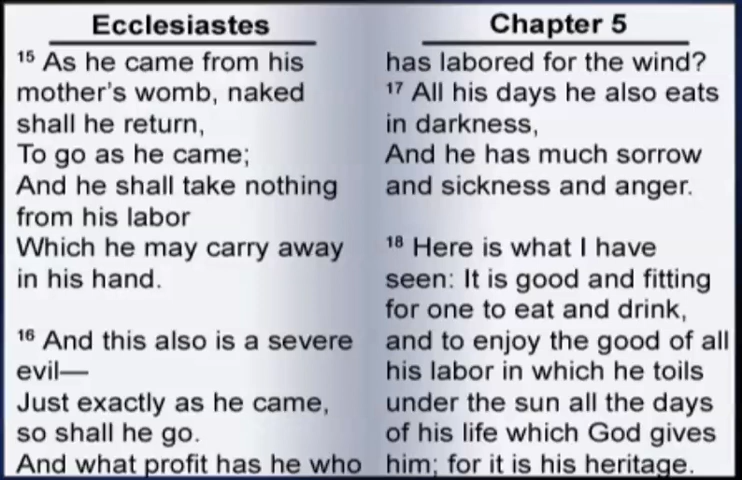 Ecclesiastes
15 As he came from his
mother's womb, naked
shall he return,
To go as he came;
And he shall take nothing
from his labor
Which he may carry away
in his hand.
16 And this also is a severe
evil—
Just exactly as he came,
so shall he go.
And what profit has he who
Chapter 5
has labored for the wind?
17 All his days he also eats
in darkness,
And he has much sorrow
and sickness and anger.
18 Here is what I have
seen: It is good and fitting
for one to eat and drink,
and to enjoy the good of all
his labor in which he toils
under the sun all the days
of his life which God gives
him; for it is his heritage.